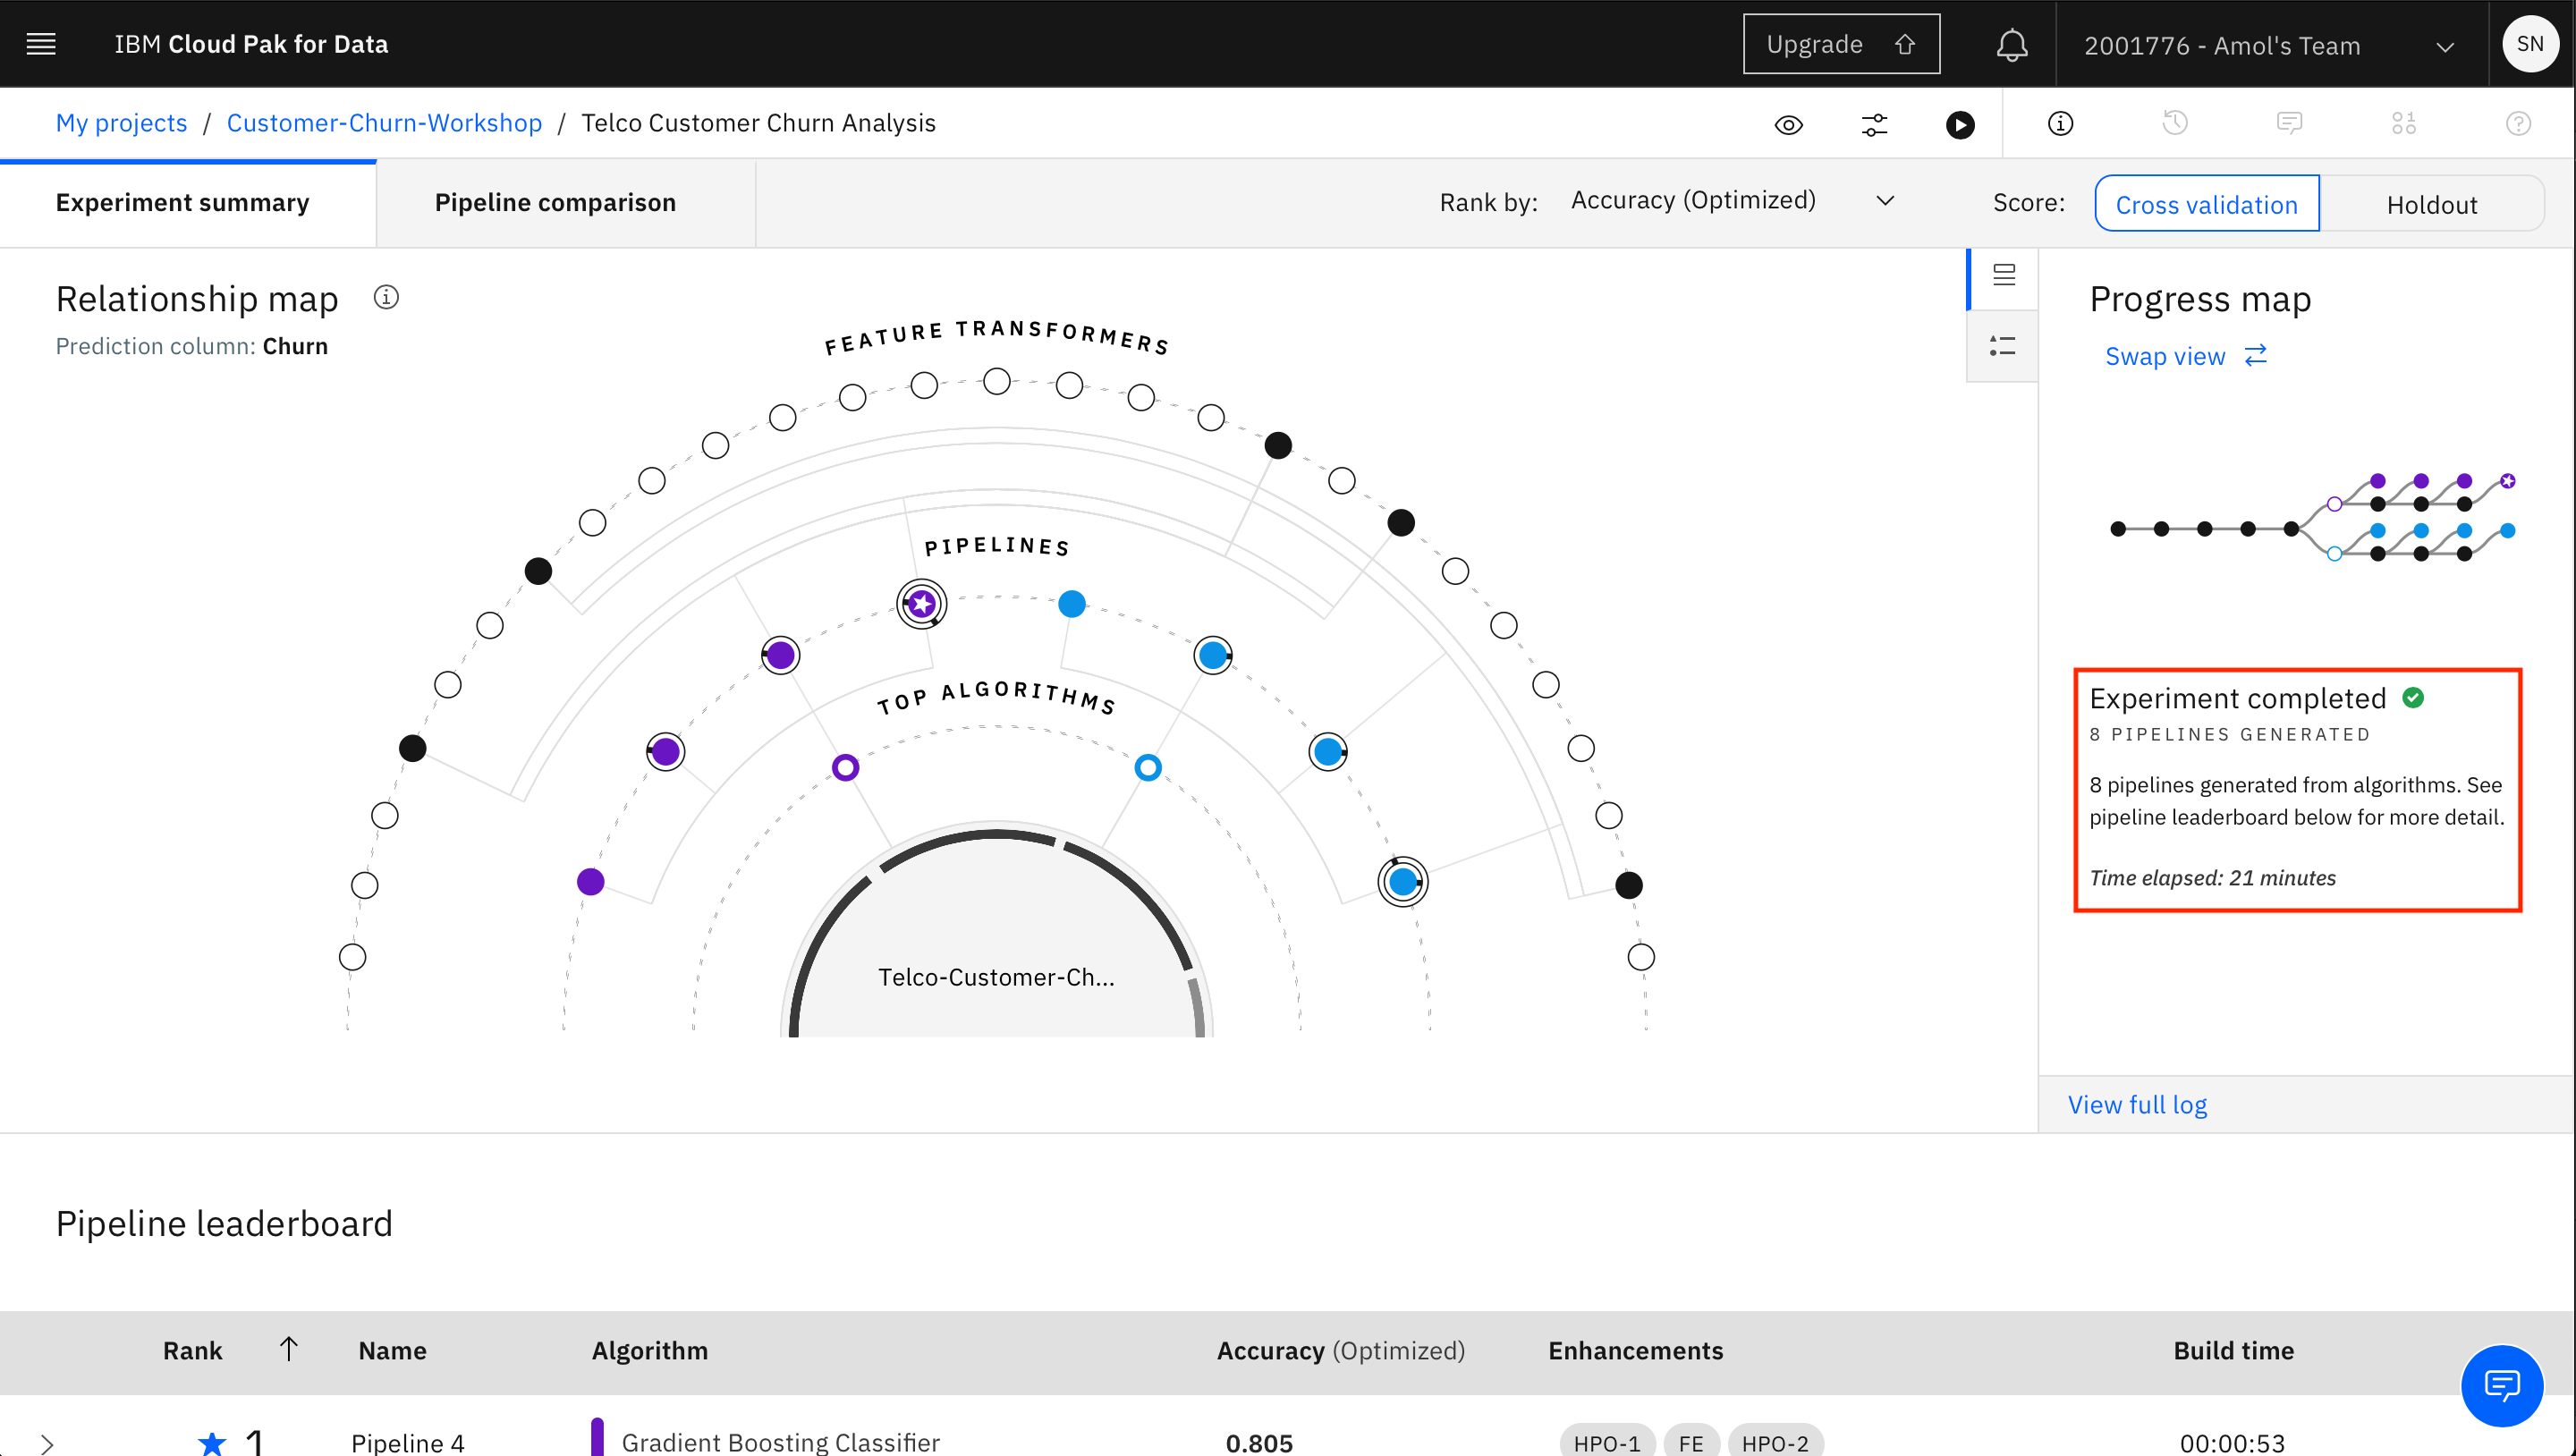 IBM Cloud Pak for Data
Upgrade
2001776 - Amol's Team
SN
My projects / Customer-Churn-Workshop / Telco Customer Churn Analysis
Experiment summary
Pipeline comparison
Rank by: Accuracy (Optimized)
Score: Cross validation Holdout
Relationship map
Prediction column: Churn
FEATURE TRANSFORMERS
PIPELINES
TOP ALGORITHMS
Telco-Customer-Ch...
Progress map
Swap view
Experiment completed
8 PIPELINES GENERATED
8 pipelines generated from algorithms. See
pipeline leaderboard below for more detail.
Time elapsed: 21 minutes
View full log
Pipeline leaderboard
Rank Name Algorithm Accuracy (Optimized) Enhancements Build time
1 Pipeline 4 Gradient Boosting Classifier 0.805 HPO-1 FE HPO-2 00:00:53